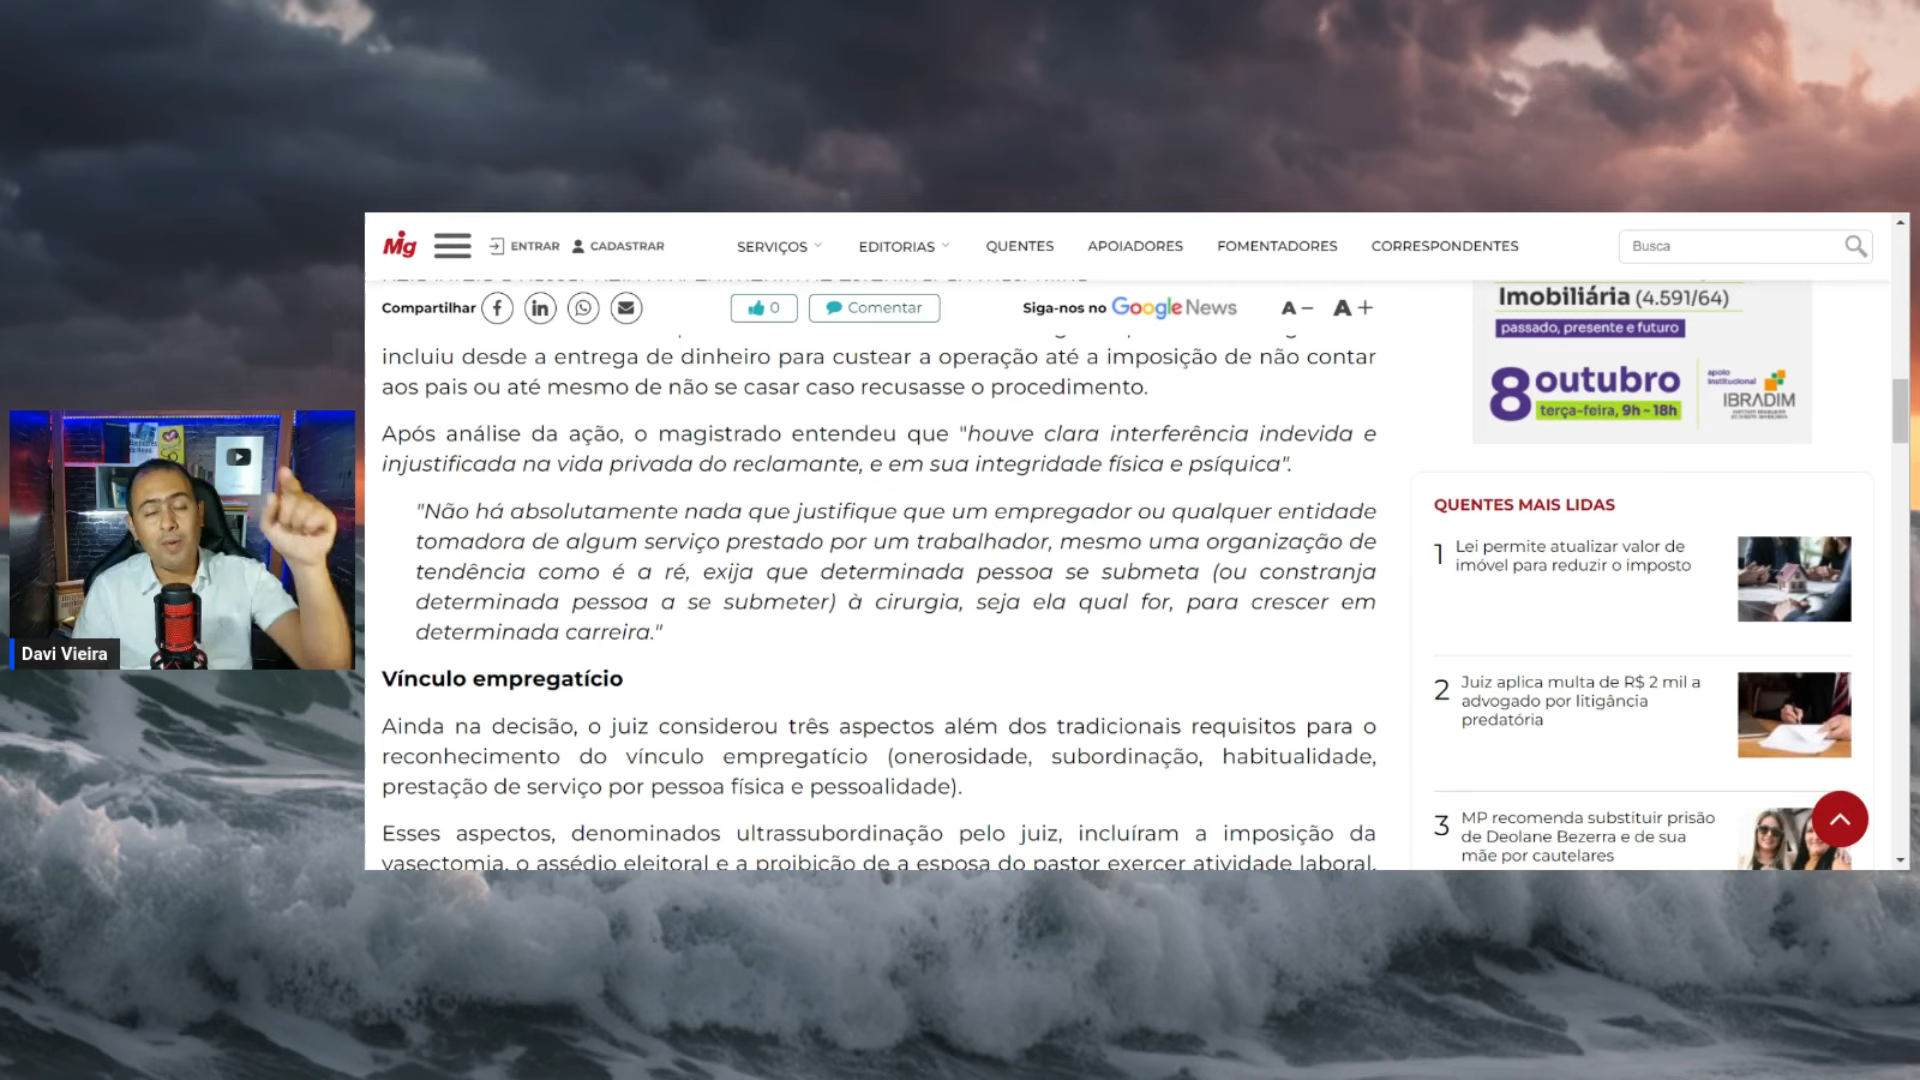 Mig
ENTRAR CADASTRAR
SERVIÇOS EDITORIAS QUENTES APOIADORES FOMENTADORES CORRESPONDENTES
Busca
Compartilhar
0 Comentar
Siga-nos no Google News A- A+
incluiu desde a entrega de dinheiro para custear a operação até a imposição de não contar
aos pais ou até mesmo de não se casar caso recusasse o procedimento.
Após análise da ação, o magistrado entendeu que "houve clara interferência indevida e
injustificada na vida privada do reclamante, e em sua integridade física e psíquica".
"Não há absolutamente nada que justifique que um empregador ou qualquer entidade
tomadora de algum serviço prestado por um trabalhador, mesmo uma organização de
tendência como é a ré, exija que determinada pessoa se submeta (ou constranja
determinada pessoa a se submeter) à cirurgia, seja ela qual for, para crescer em
determinada carreira."
Vínculo empregatício
Ainda na decisão, o juiz considerou três aspectos além dos tradicionais requisitos para o
reconhecimento do vínculo empregatício (onerosidade, subordinação, habitualidade,
prestação de serviço por pessoa física e pessoalidade).
Esses aspectos, denominados ultrassubordinação pelo juiz, incluíram a imposição da
vasectomia, o assédio eleitoral e a proibição de a esposa do pastor exercer atividade laboral.
Imobiliária (4.591/64)
passado, presente e futuro
8 outubro
terça-feira, 9h ~ 18h
apoio
institucional
IBRADIM
QUENTES MAIS LIDAS
1 Lei permite atualizar valor de
imóvel para reduzir o imposto
2 Juiz aplica multa de R$ 2 mil a
advogado por litigância
predatória
3 MP recomenda substituir prisão
de Deolane Bezerra e de sua
mãe por cautelares
Davi Vieira